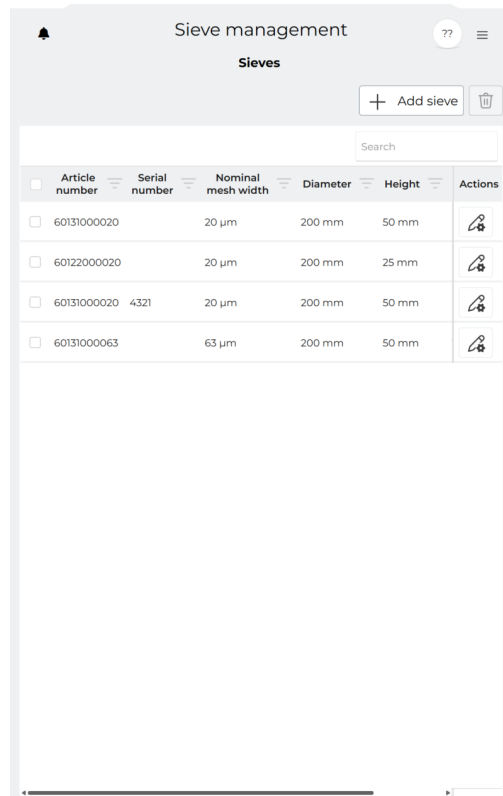 Sieve management
??
Sieves
Add sieve
Search
Article number Serial number Nominal mesh width Diameter Height Actions
60131000020 20 µm 200 mm 50 mm
60122000020 20 µm 200 mm 25 mm
60131000020 4321 20 µm 200 mm 50 mm
60131000063 63 µm 200 mm 50 mm